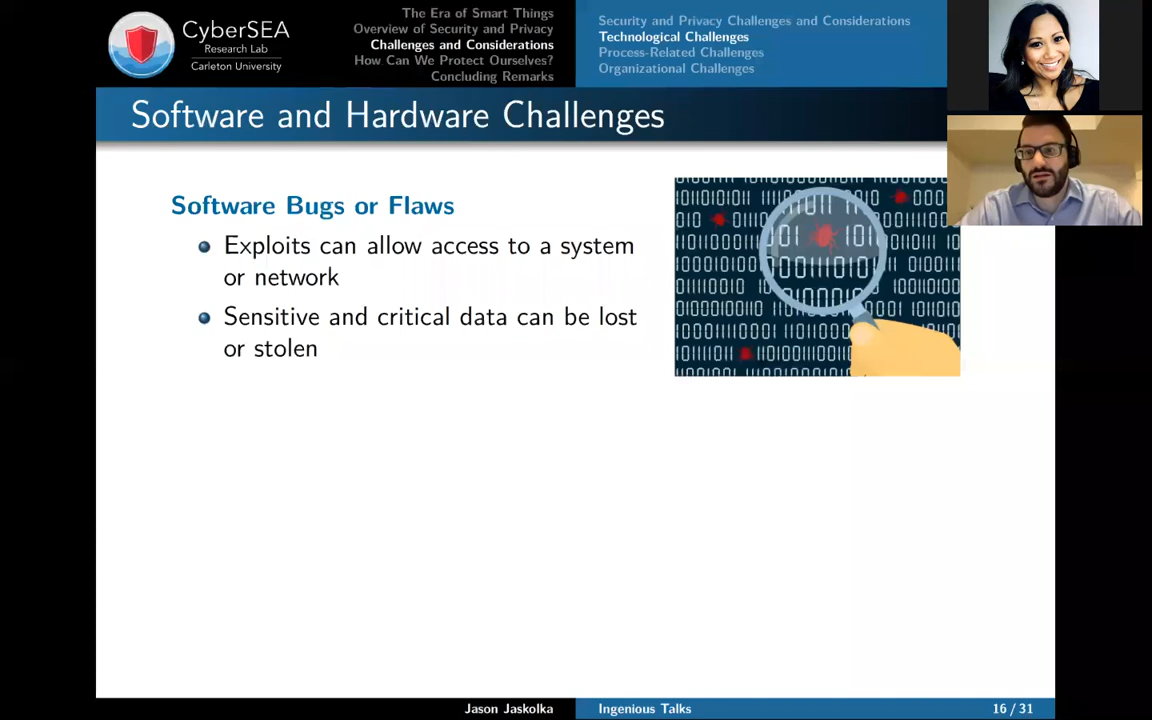 CyberSEA
Research Lab
Carleton University
The Era of Smart Things
Overview of Security and Privacy
Challenges and Considerations
How Can We Protect Ourselves?
Concluding Remarks
Security and Privacy Challenges and Considerations
Technological Challenges
Process-Related Challenges
Organizational Challenges
Software and Hardware Challenges
Software Bugs or Flaws
Exploits can allow access to a system
or network
Sensitive and critical data can be lost
or stolen
Jason Jaskolka
Ingenious Talks
16 / 31